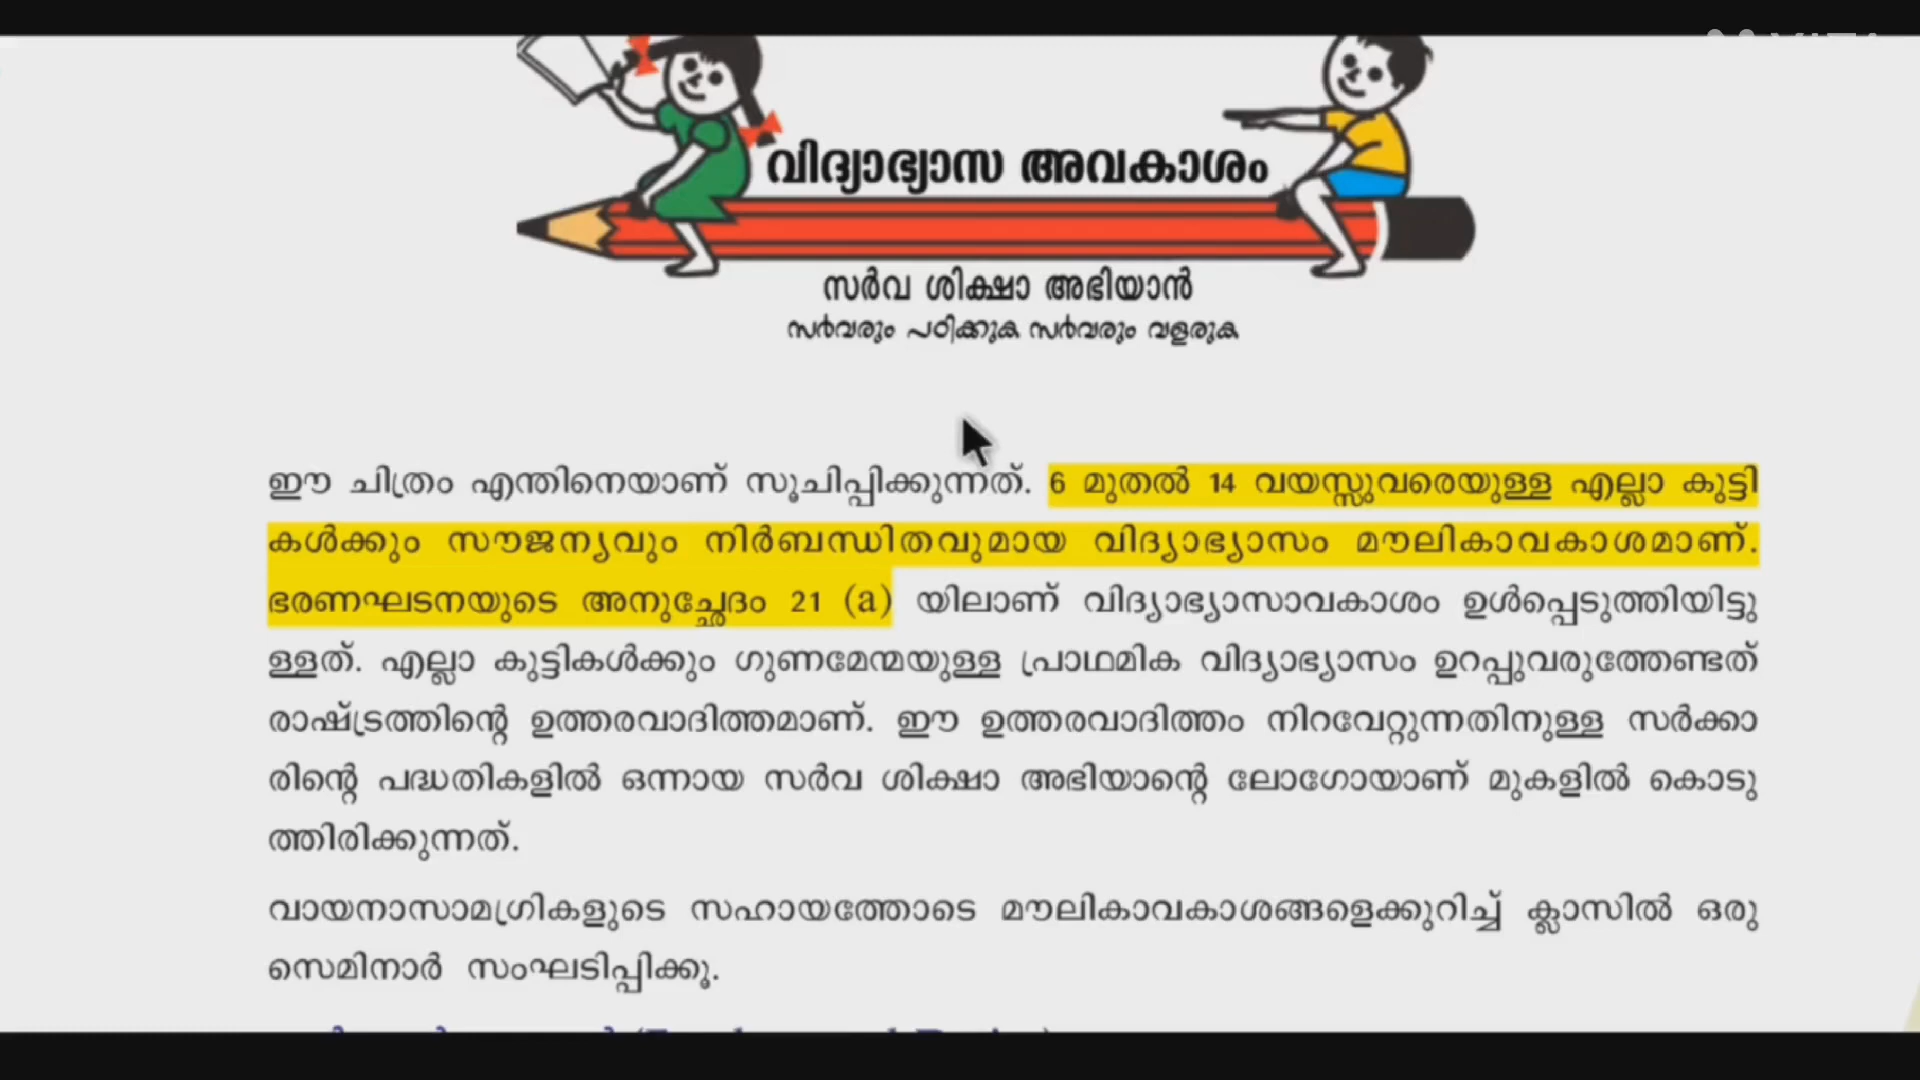 വിദ്യാഭ്യാസ അവകാശം
സർവ ശിക്ഷാ അഭിയാൻ
സർവരും പഠിക്കുക സർവരും വളരുക
ഈ ചിത്രം എന്തിനെയാണ് സൂചിപ്പിക്കുന്നത്. 6 മുതൽ 14 വയസ്സുവരെയുള്ള എല്ലാ കുട്ടി
കൾക്കും സൗജന്യവും നിർബന്ധിതവുമായ വിദ്യാഭ്യാസം മൗലികാവകാശമാണ്.
ഭരണഘടനയുടെ അനുച്ഛേദം 21 (a) യിലാണ് വിദ്യാഭ്യാസാവകാശം ഉൾപ്പെടുത്തിയിട്ടു
ള്ളത്. എല്ലാ കുട്ടികൾക്കും ഗുണമേന്മയുള്ള പ്രാഥമിക വിദ്യാഭ്യാസം ഉറപ്പുവരുത്തേണ്ടത്
രാഷ്ട്രത്തിന്റെ ഉത്തരവാദിത്തമാണ്. ഈ ഉത്തരവാദിത്തം നിറവേറ്റുന്നതിനുള്ള സർക്കാ
രിന്റെ പദ്ധതികളിൽ ഒന്നായ സർവ ശിക്ഷാ അഭിയാന്റെ ലോഗോയാണ് മുകളിൽ കൊടു
ത്തിരിക്കുന്നത്.
വായനാസാമഗ്രികളുടെ സഹായത്തോടെ മൗലികാവകാശങ്ങളെക്കുറിച്ച് ക്ലാസിൽ ഒരു
സെമിനാർ സംഘടിപ്പിക്കൂ.